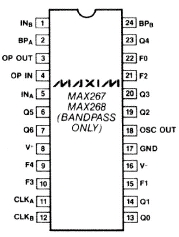 INB 1
BPA 2
OP OUT 3
OP IN 4
INA 5
Q5 6
Q6 7
V- 8
F4 9
F3 10
CLKA 11
CLKB 12
MAXIM
MAX267
MAX268
(BANDPASS
ONLY)
24 BPB
23 Q4
22 F0
21 F2
20 Q3
19 Q2
18 OSC OUT
17 GND
16 V-
15 F1
14 Q1
13 Q0